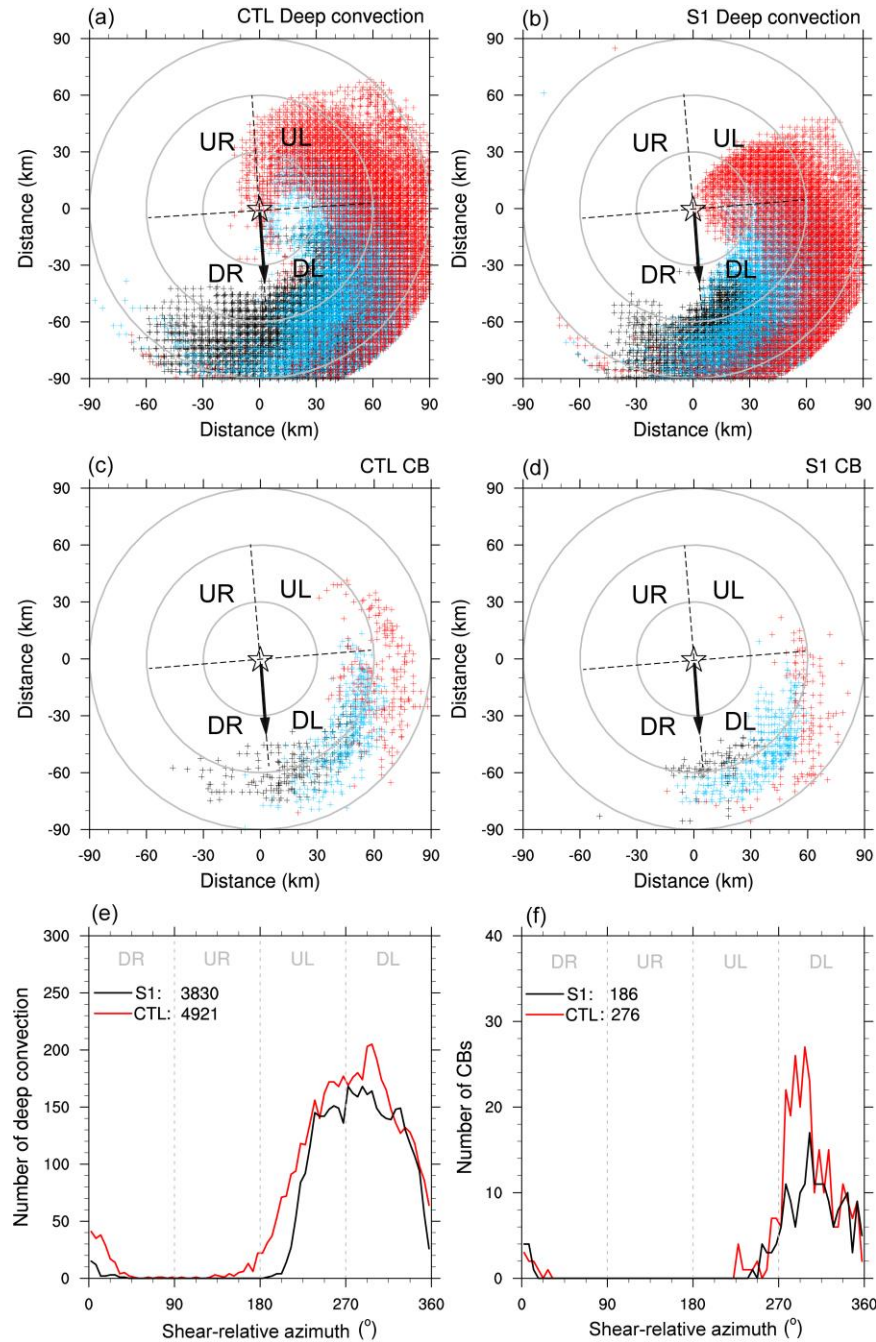 (a) CTL Deep convection
90
60
30
0
-30
-60
-90
Distance (km)
UR UL
DR DL
-90 -60 -30 0 30 60 90
Distance (km)
(b) S1 Deep convection
90
60
30
0
-30
-60
-90
Distance (km)
UR UL
DR DL
-90 -60 -30 0 30 60 90
Distance (km)
(c) CTL CB
90
60
30
0
-30
-60
-90
Distance (km)
UR UL
DR DL
-90 -60 -30 0 30 60 90
Distance (km)
(d) S1 CB
90
60
30
0
-30
-60
-90
Distance (km)
UR UL
DR DL
-90 -60 -30 0 30 60 90
Distance (km)
(e)
300
250
200
150
100
50
0
Number of deep convection
DR UR UL DL
S1: 3830
CTL: 4921
0 90 180 270 360
Shear-relative azimuth (°)
(f)
40
30
20
10
0
Number of CBs
DR UR UL DL
S1: 186
CTL: 276
0 90 180 270 360
Shear-relative azimuth (°)